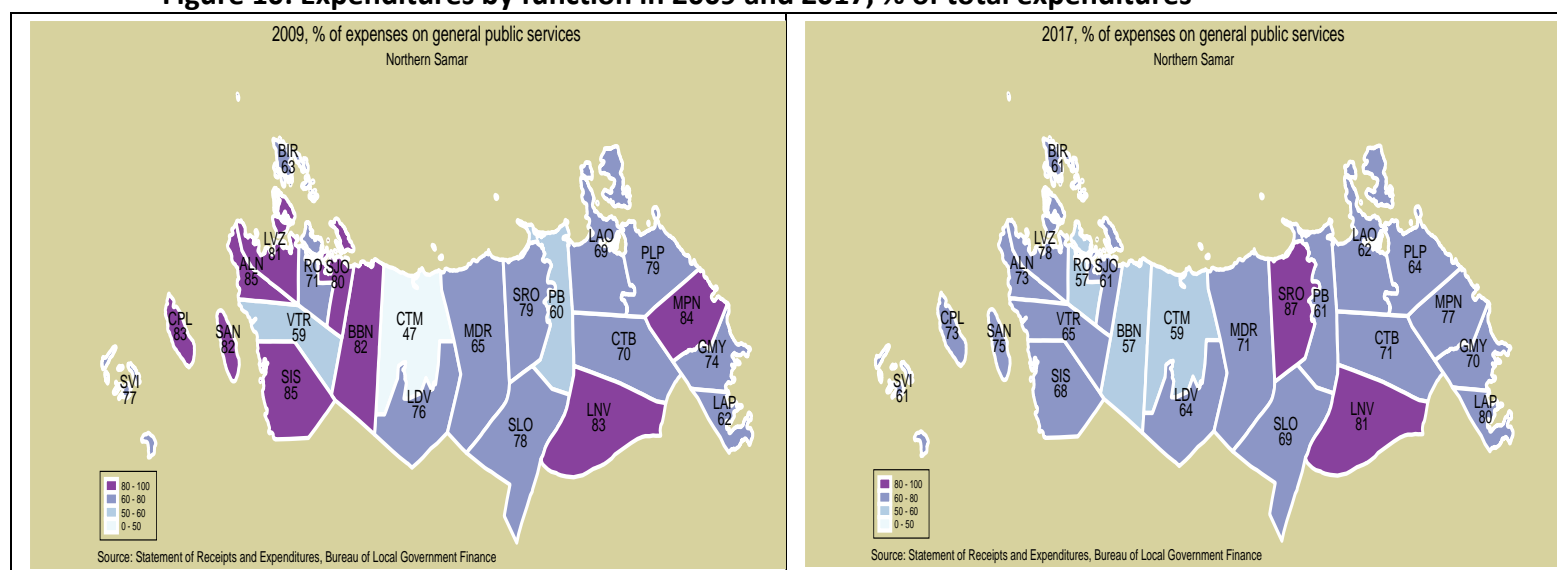 Figure 10. Expenditures by function in 2009 and 2017, % of total expenditures
2009, % of expenses on general public services
Northern Samar
BIR
63
LVZ
81
ALN
85
RO
71
SJO
80
CPL
83
SAN
82
VTR
59
BBN
82
CTM
47
MDR
65
SRO
79
PB
60
LAO
69
PLP
79
MPN
84
CTB
70
GMY
74
SVI
77
SIS
85
LDV
76
SLO
78
LNV
83
LAP
62
80 - 100
60 - 80
50 - 60
0 - 50
Source: Statement of Receipts and Expenditures, Bureau of Local Government Finance
2017, % of expenses on general public services
Northern Samar
BIR
61
LVZ
78
ALN
73
RO
57
SJO
61
CPL
73
SAN
75
VTR
65
BBN
57
CTM
59
MDR
71
SRO
87
PB
61
LAO
62
PLP
64
MPN
77
CTB
71
GMY
70
SVI
61
SIS
68
LDV
64
SLO
69
LNV
81
LAP
80
80 - 100
60 - 80
50 - 60
0 - 50
Source: Statement of Receipts and Expenditures, Bureau of Local Government Finance